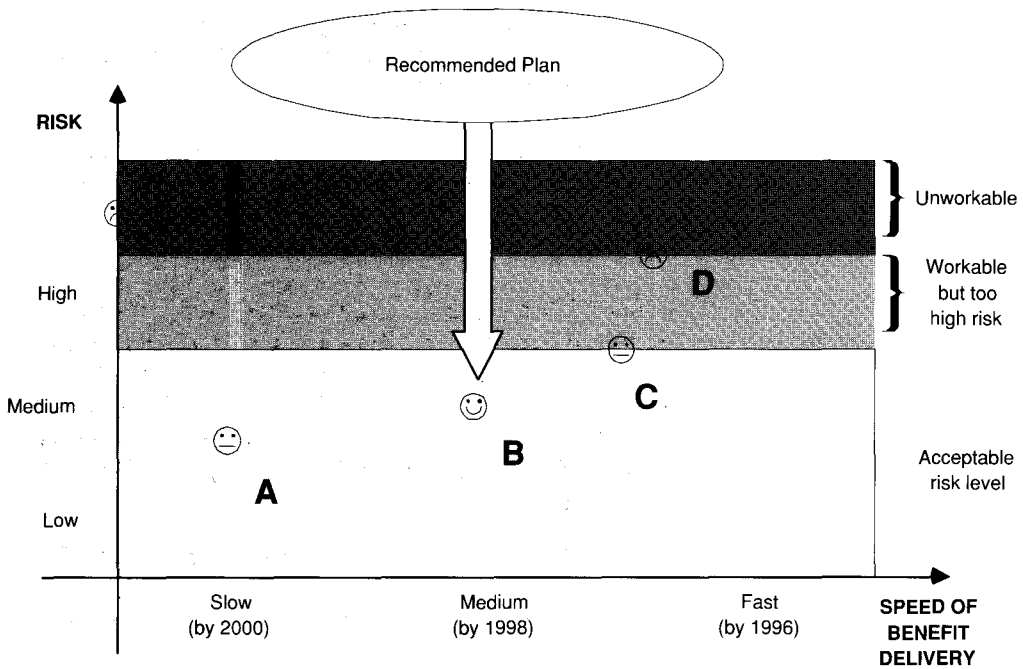 Recommended Plan
RISK
Unworkable
Workable
but too
high risk
High
D
C
Medium
B
A
Acceptable
risk level
Low
Slow
(by 2000)
Medium
(by 1998)
Fast
(by 1996)
SPEED OF
BENEFIT
DELIVERY